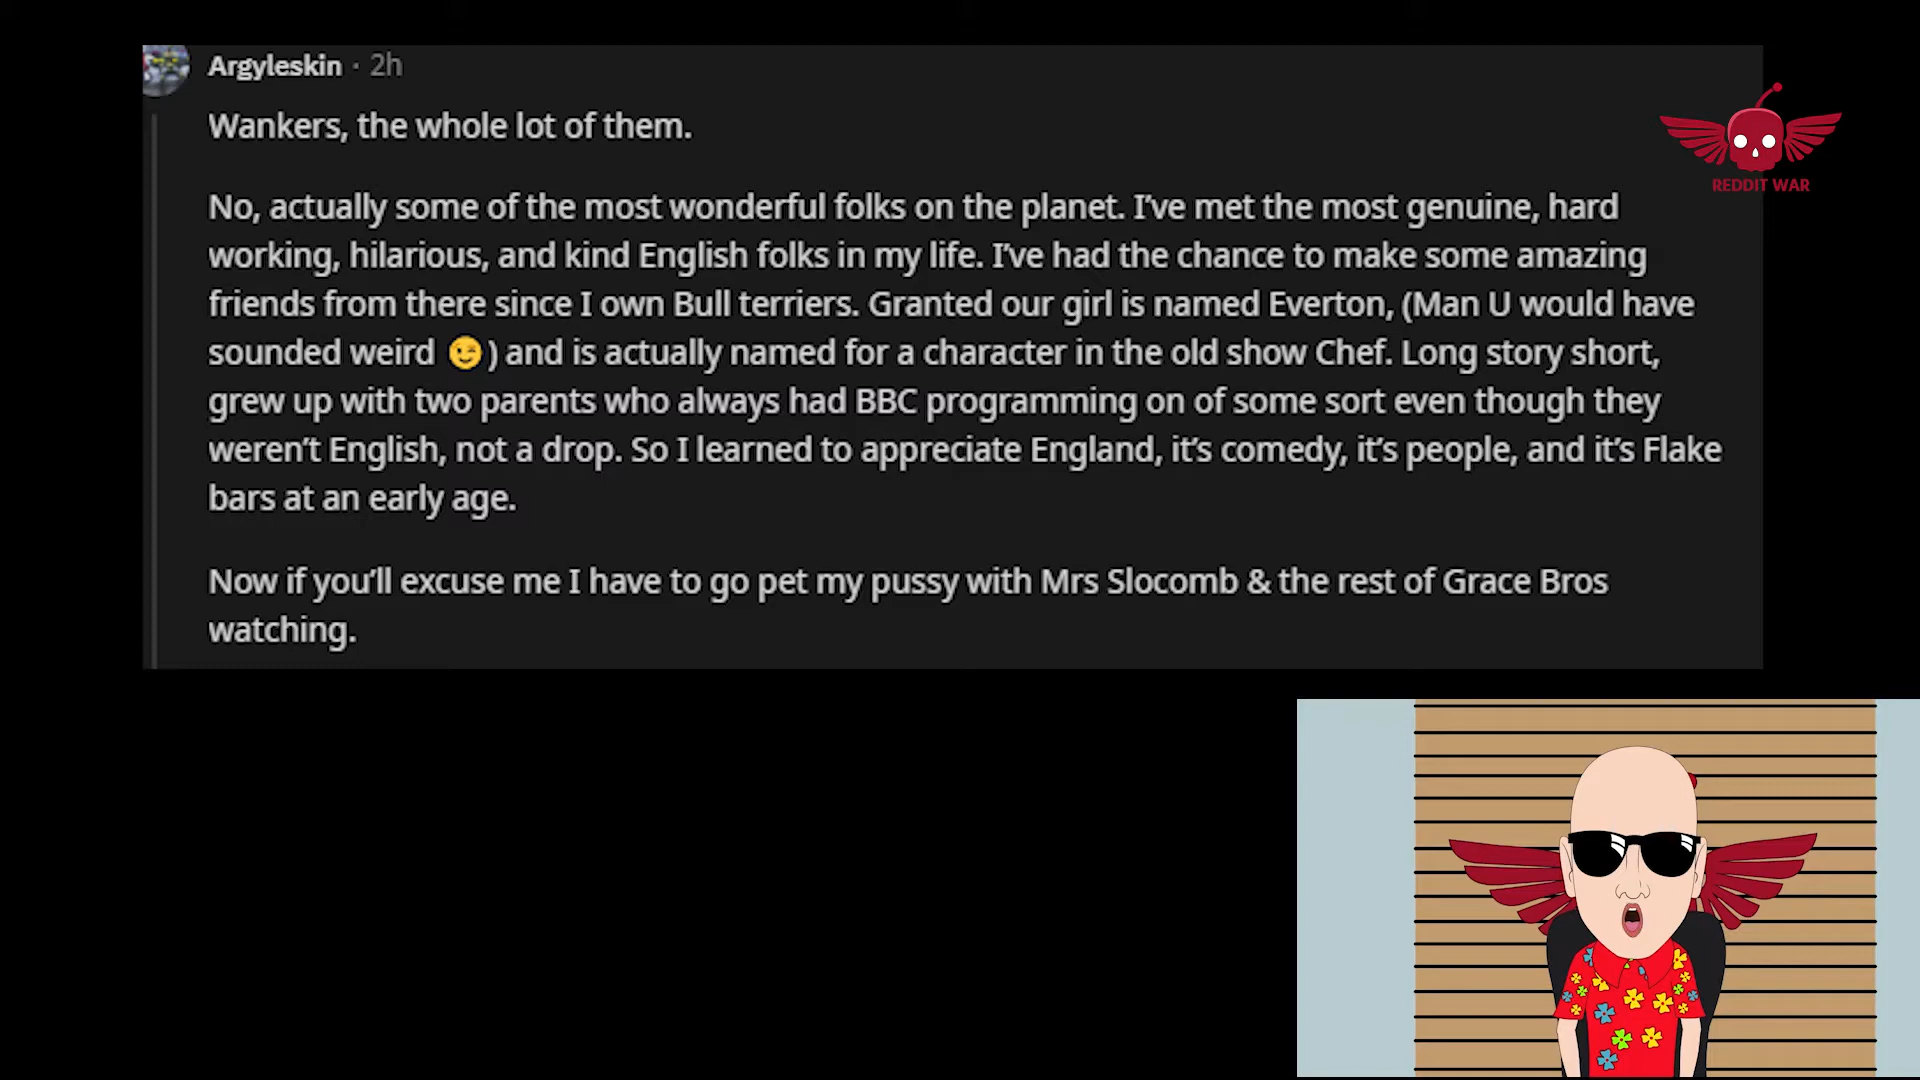 Argyleskin · 2h
Wankers, the whole lot of them.
REDDIT WAR
No, actually some of the most wonderful folks on the planet. I've met the most genuine, hard
working, hilarious, and kind English folks in my life. I've had the chance to make some amazing
friends from there since I own Bull terriers. Granted our girl is named Everton, (Man U would have
sounded weird 😉) and is actually named for a character in the old show Chef. Long story short,
grew up with two parents who always had BBC programming on of some sort even though they
weren't English, not a drop. So I learned to appreciate England, it's comedy, it's people, and it's Flake
bars at an early age.
Now if you'll excuse me I have to go pet my pussy with Mrs Slocomb & the rest of Grace Bros
watching.